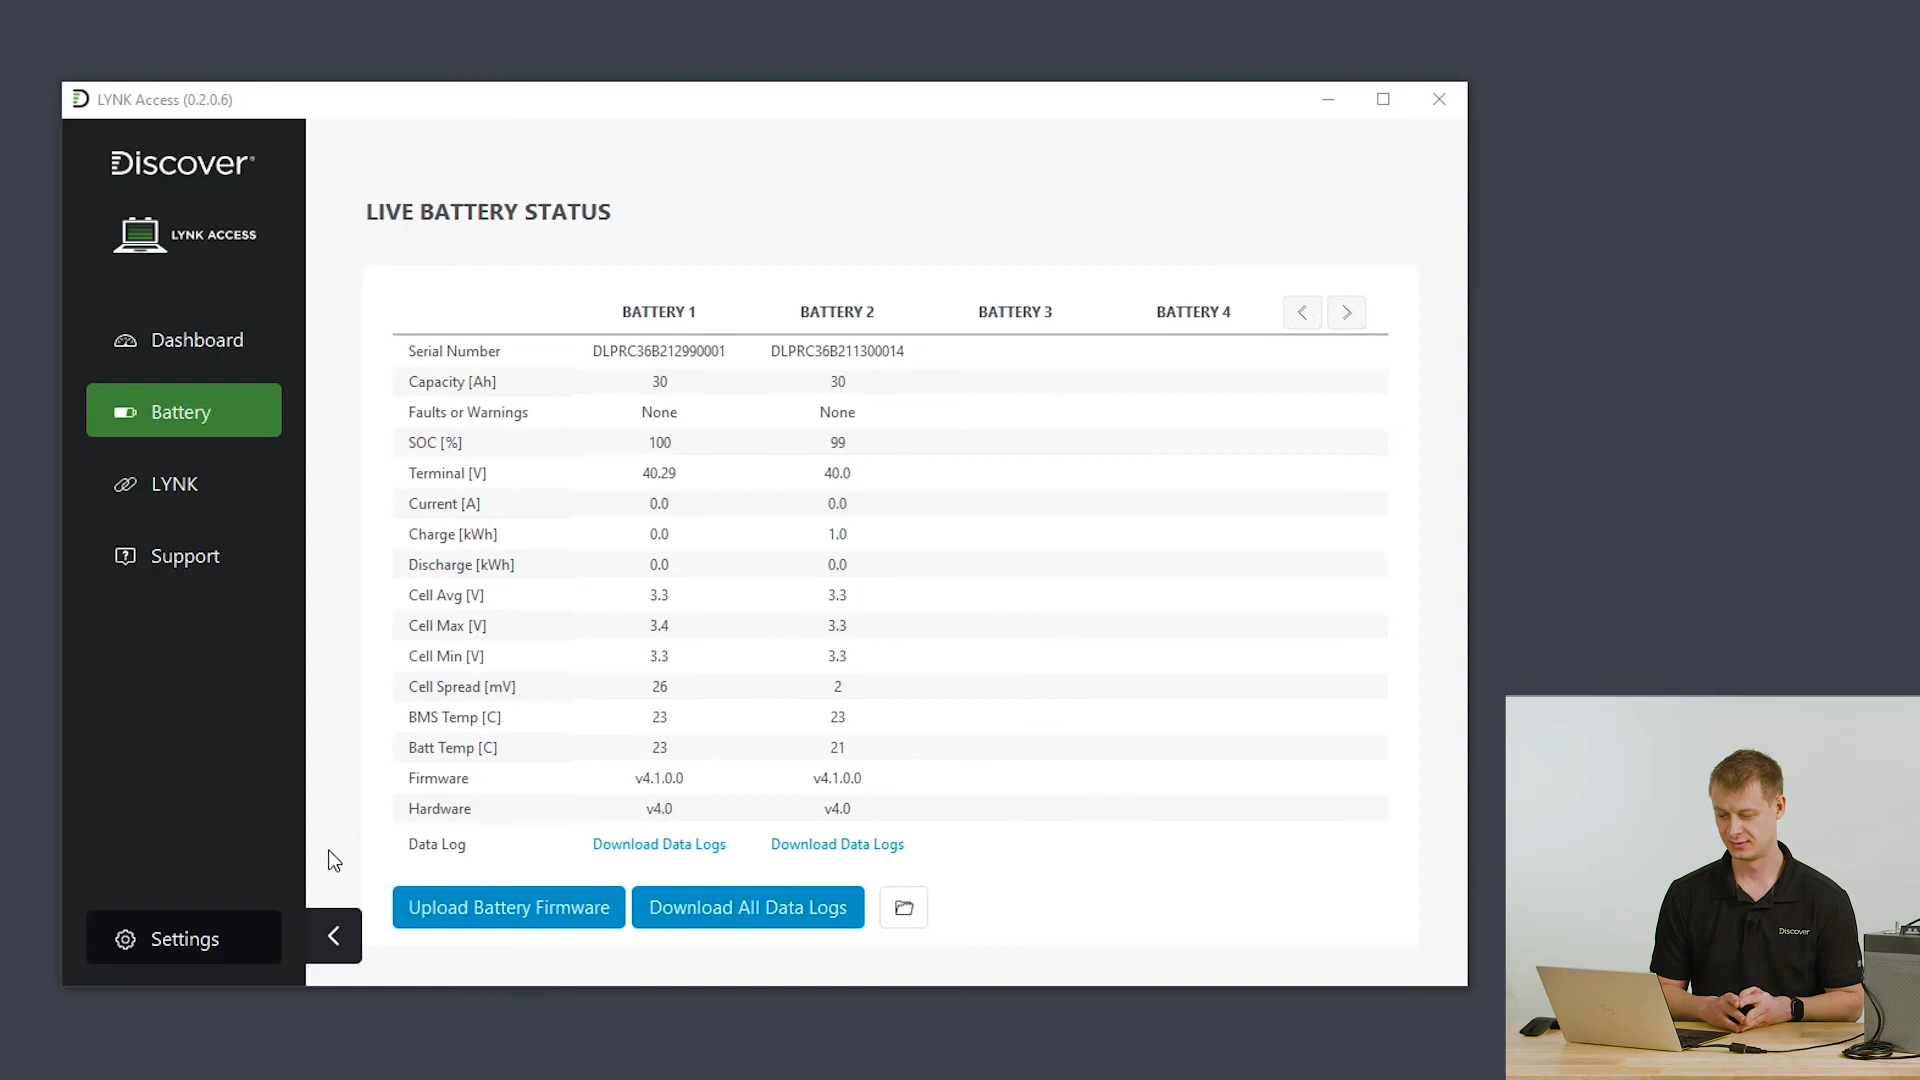 LYNK Access (0.2.0.6)
Discover®
LYNK ACCESS
Dashboard
Battery
LYNK
Support
Settings
LIVE BATTERY STATUS
BATTERY 1 BATTERY 2 BATTERY 3 BATTERY 4
Serial Number DLPRC36B212990001 DLPRC36B211300014
Capacity [Ah] 30 30
Faults or Warnings None None
SOC [%] 100 99
Terminal [V] 40.29 40.0
Current [A] 0.0 0.0
Charge [kWh] 0.0 1.0
Discharge [kWh] 0.0 0.0
Cell Avg [V] 3.3 3.3
Cell Max [V] 3.4 3.3
Cell Min [V] 3.3 3.3
Cell Spread [mV] 26 2
BMS Temp [C] 23 23
Batt Temp [C] 23 21
Firmware v4.1.0.0 v4.1.0.0
Hardware v4.0 v4.0
Data Log Download Data Logs Download Data Logs
Upload Battery Firmware Download All Data Logs
Discover